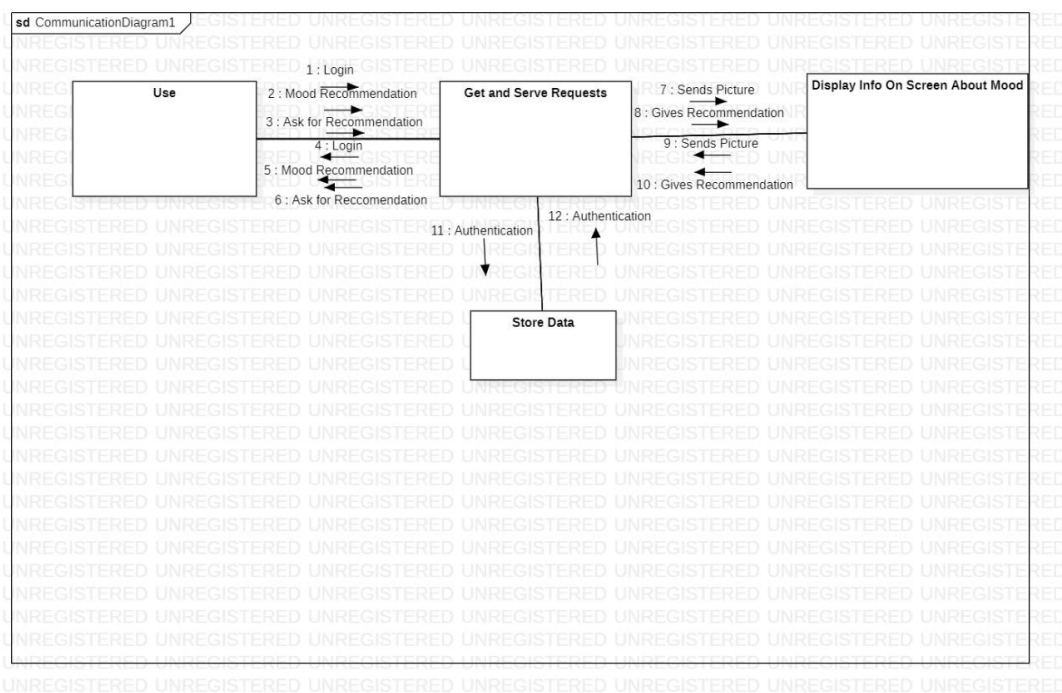 sd CommunicationDiagram1
1 : Login
Use
2 : Mood Recommendation
3 : Ask for Recommendation
4 : Login
5 : Mood Recommendation
6 : Ask for Reccomendation
Get and Serve Requests
7 : Sends Picture
8 : Gives Recommendation
9 : Sends Picture
10 : Gives Recommendation
Display Info On Screen About Mood
11 : Authentication
12 : Authentication
Store Data
UNREGISTERED